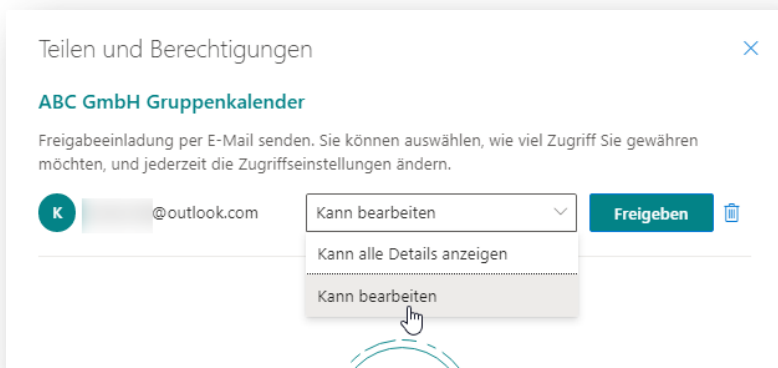 Teilen und Berechtigungen
ABC GmbH Gruppenkalender
Freigabeeinladung per E-Mail senden. Sie können auswählen, wie viel Zugriff Sie gewähren
möchten, und jederzeit die Zugriffseinstellungen ändern.
K @outlook.com Kann bearbeiten Freigeben
Kann alle Details anzeigen
Kann bearbeiten